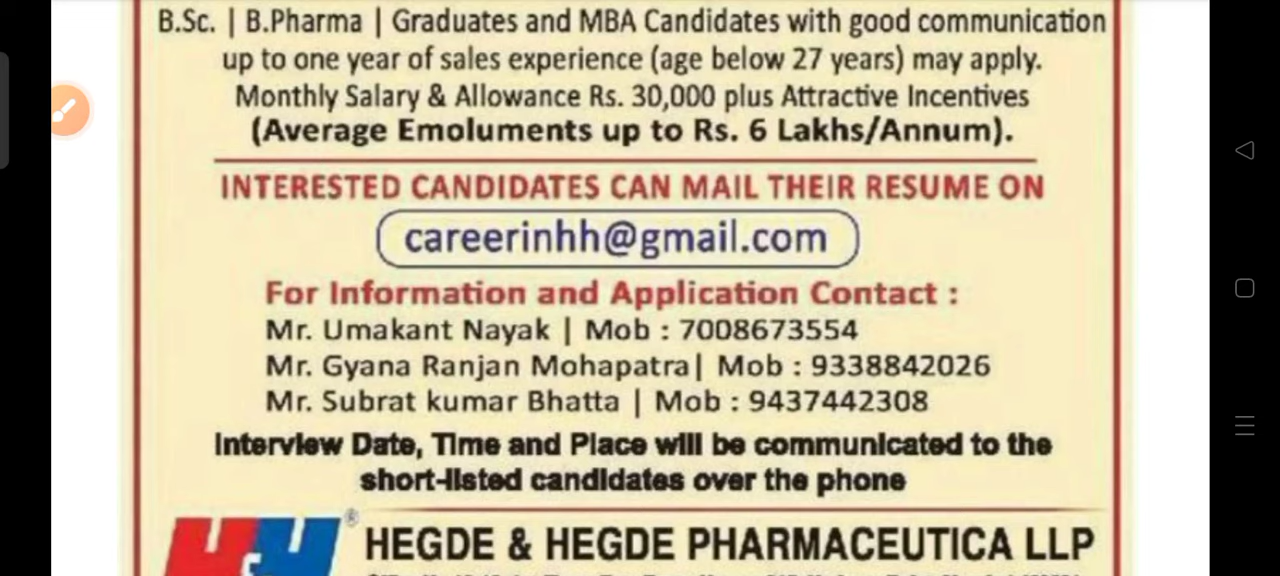 B.Sc. | B.Pharma | Graduates and MBA Candidates with good communication
up to one year of sales experience (age below 27 years) may apply.
Monthly Salary & Allowance Rs. 30,000 plus Attractive Incentives
(Average Emoluments up to Rs. 6 Lakhs/Annum).
INTERESTED CANDIDATES CAN MAIL THEIR RESUME ON
careerinhh@gmail.com
For Information and Application Contact :
Mr. Umakant Nayak | Mob : 7008673554
Mr. Gyana Ranjan Mohapatra| Mob : 9338842026
Mr. Subrat kumar Bhatta | Mob : 9437442308
Interview Date, Time and Place will be communicated to the
short-listed candidates over the phone
®
HEGDE & HEGDE PHARMACEUTICA LLP